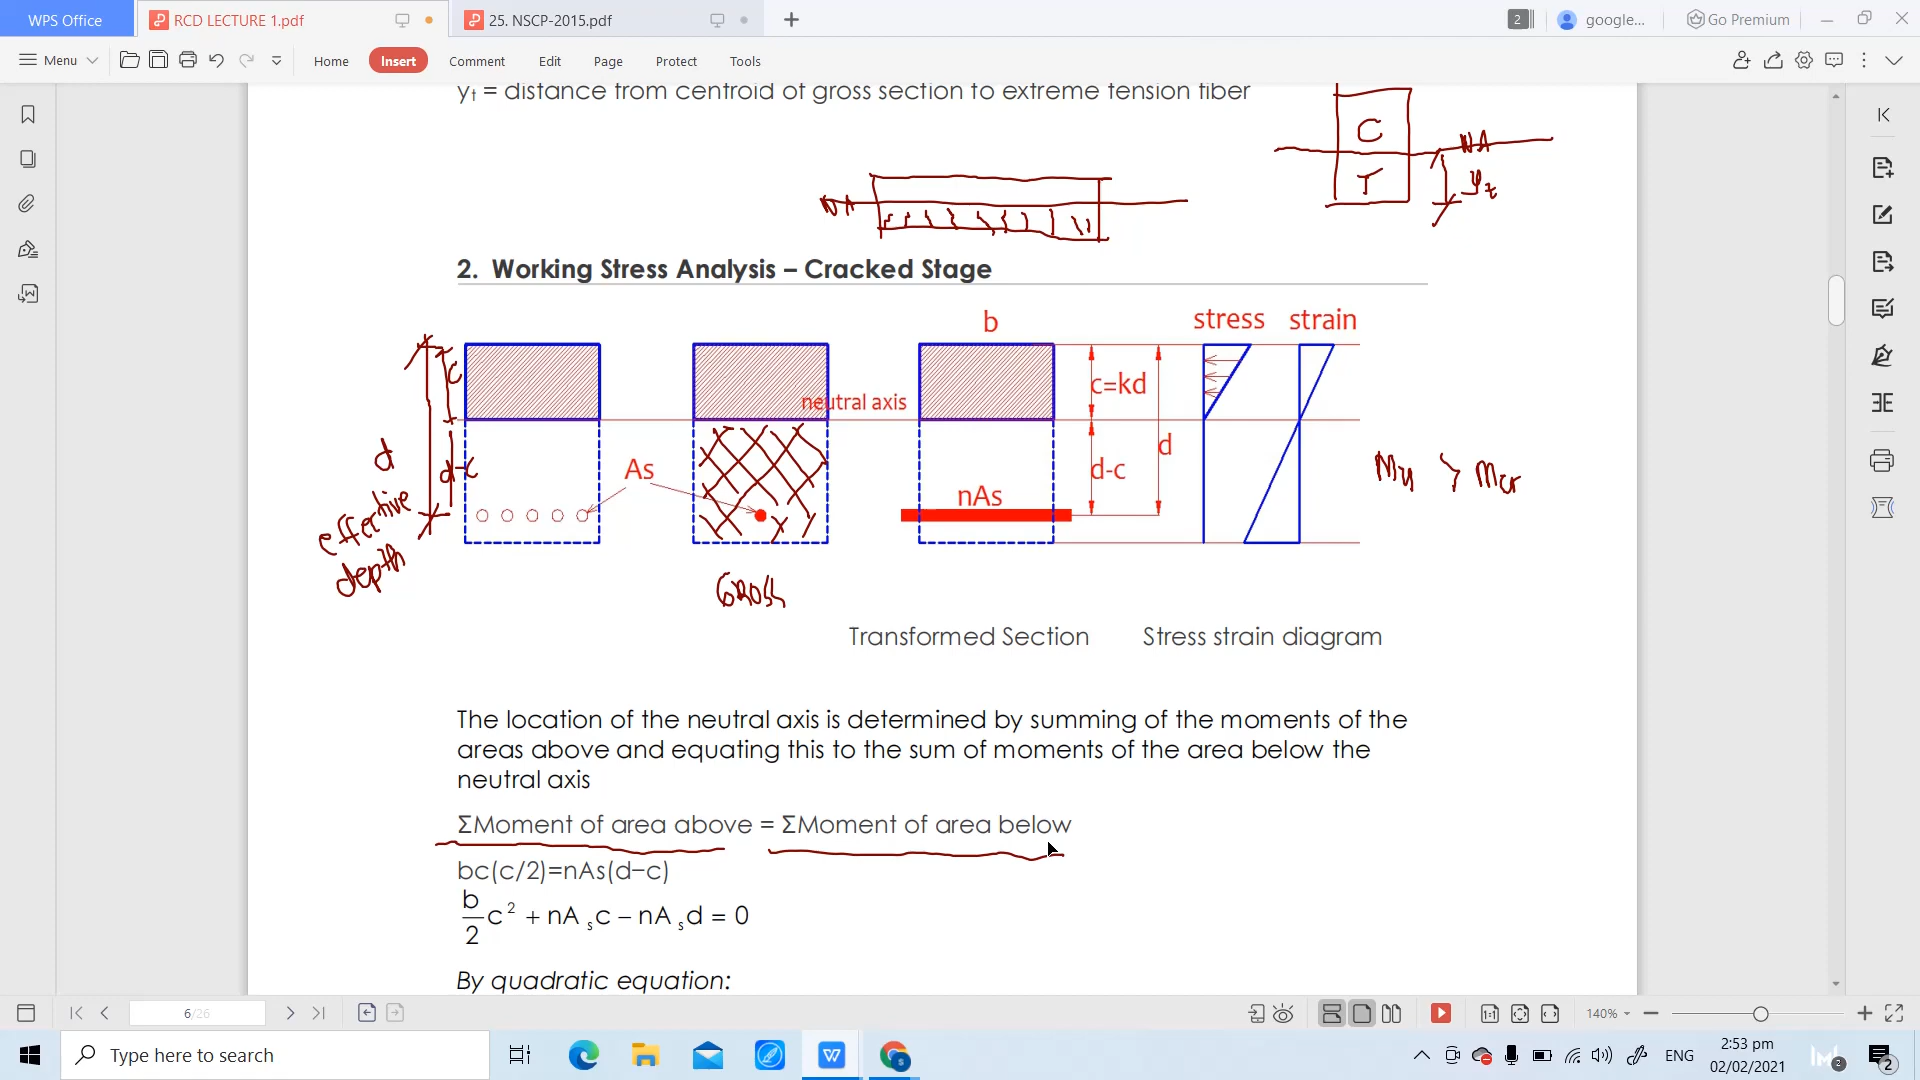 WPS Office
RCD LECTURE 1.pdf
25. NSCP-2015.pdf
2
google...
Go Premium
Menu
Home
Insert
Comment
Edit
Page
Protect
Tools
yt = distance from centroid of gross section to extreme tension fiber
C
NA
T
yt
NA
2. Working Stress Analysis – Cracked Stage
b
stress
strain
c
c=kd
neutral axis
d
d-c
As
d
d-c
nAs
Mu > Mcr
effective
depth
GROSS
Transformed Section
Stress strain diagram
The location of the neutral axis is determined by summing of the moments of the
areas above and equating this to the sum of moments of the area below the
neutral axis
ΣMoment of area above = ΣMoment of area below
bc(c/2)=nAs(d−c)
b/2 c² + nAsc − nAsd = 0
By quadratic equation:
6/26
1:1
140%
Type here to search
ENG
2:53 pm
02/02/2021
2
2